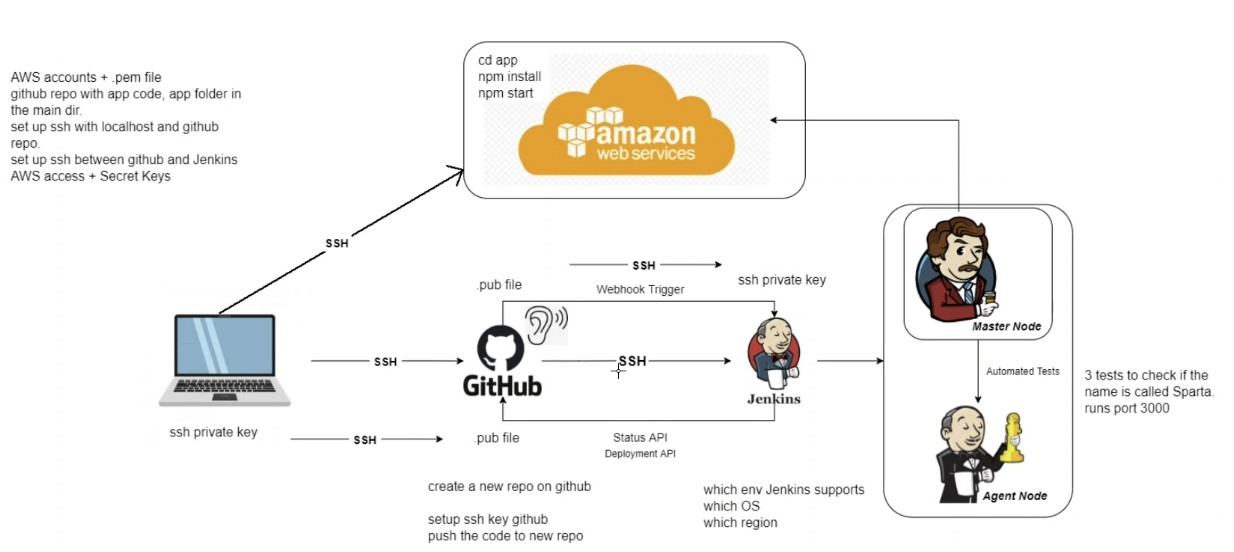 AWS accounts + .pem file
github repo with app code, app folder in
the main dir.
set up ssh with localhost and github
repo.
set up ssh between github and Jenkins
AWS access + Secret Keys
cd app
npm install
npm start
amazon
web services
SSH
SSH
.pub file
Webhook Trigger
ssh private key
Master Node
SSH
GitHub
SSH
Jenkins
Automated Tests
3 tests to check if the
name is called Sparta.
runs port 3000
ssh private key
SSH
.pub file
Status API
Deployment API
Agent Node
create a new repo on github
setup ssh key github
push the code to new repo
which env Jenkins supports
which OS
which region